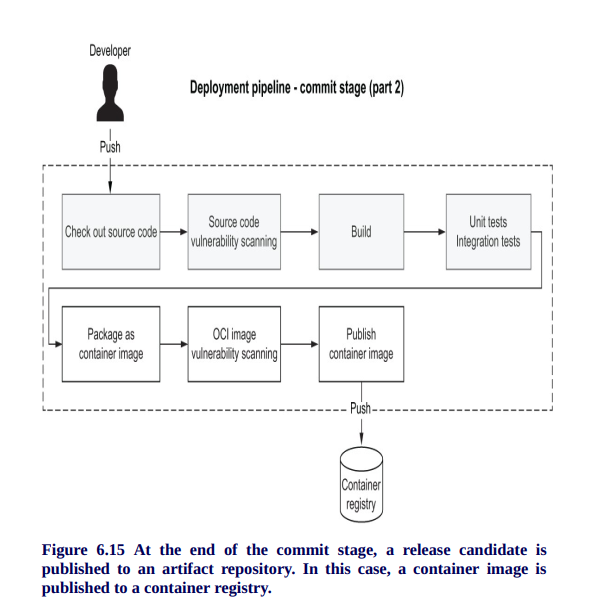 Developer
Deployment pipeline - commit stage (part 2)
Push
Check out source code
Source code
vulnerability scanning
Build
Unit tests
Integration tests
Package as
container image
OCI image
vulnerability scanning
Publish
container image
Push
Container
registry
Figure 6.15 At the end of the commit stage, a release candidate is
published to an artifact repository. In this case, a container image is
published to a container registry.